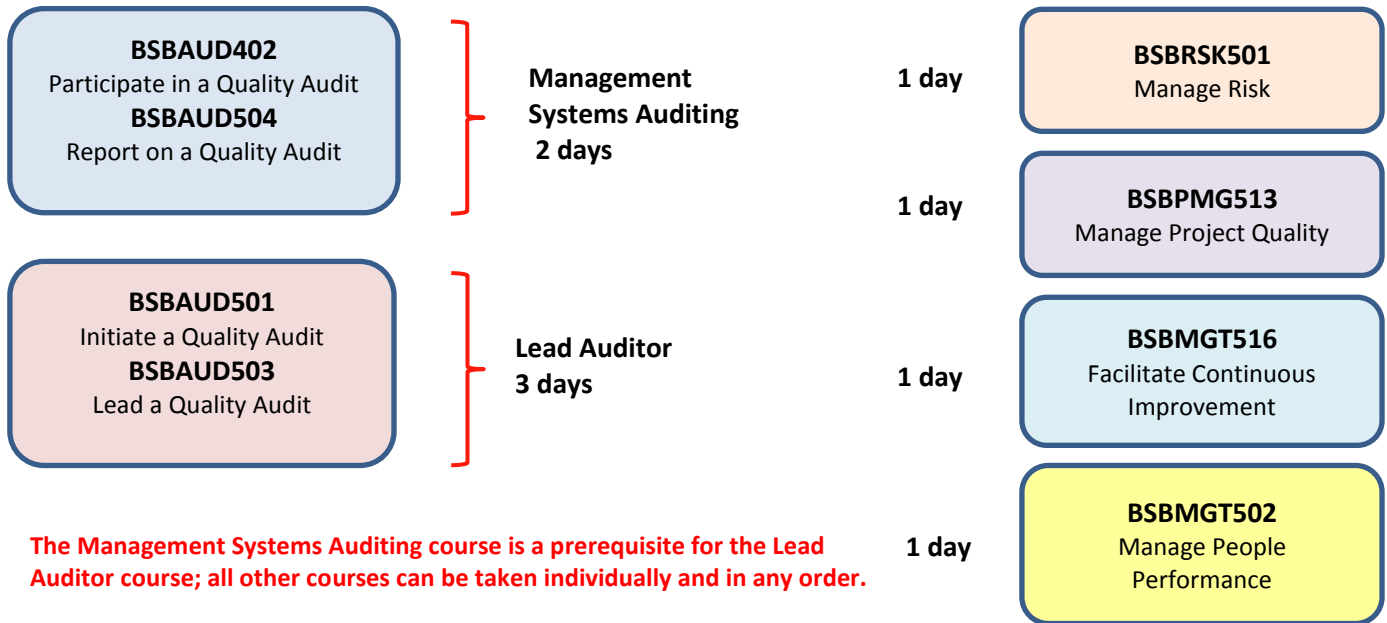 BSBAUD402
Participate in a Quality Audit
BSBAUD504
Report on a Quality Audit
Management
Systems Auditing
2 days
BSBAUD501
Initiate a Quality Audit
BSBAUD503
Lead a Quality Audit
Lead Auditor
3 days
1 day
BSBRSK501
Manage Risk
1 day
BSBPMG513
Manage Project Quality
1 day
BSBMGT516
Facilitate Continuous
Improvement
1 day
BSBMGT502
Manage People
Performance
The Management Systems Auditing course is a prerequisite for the Lead
Auditor course; all other courses can be taken individually and in any order.